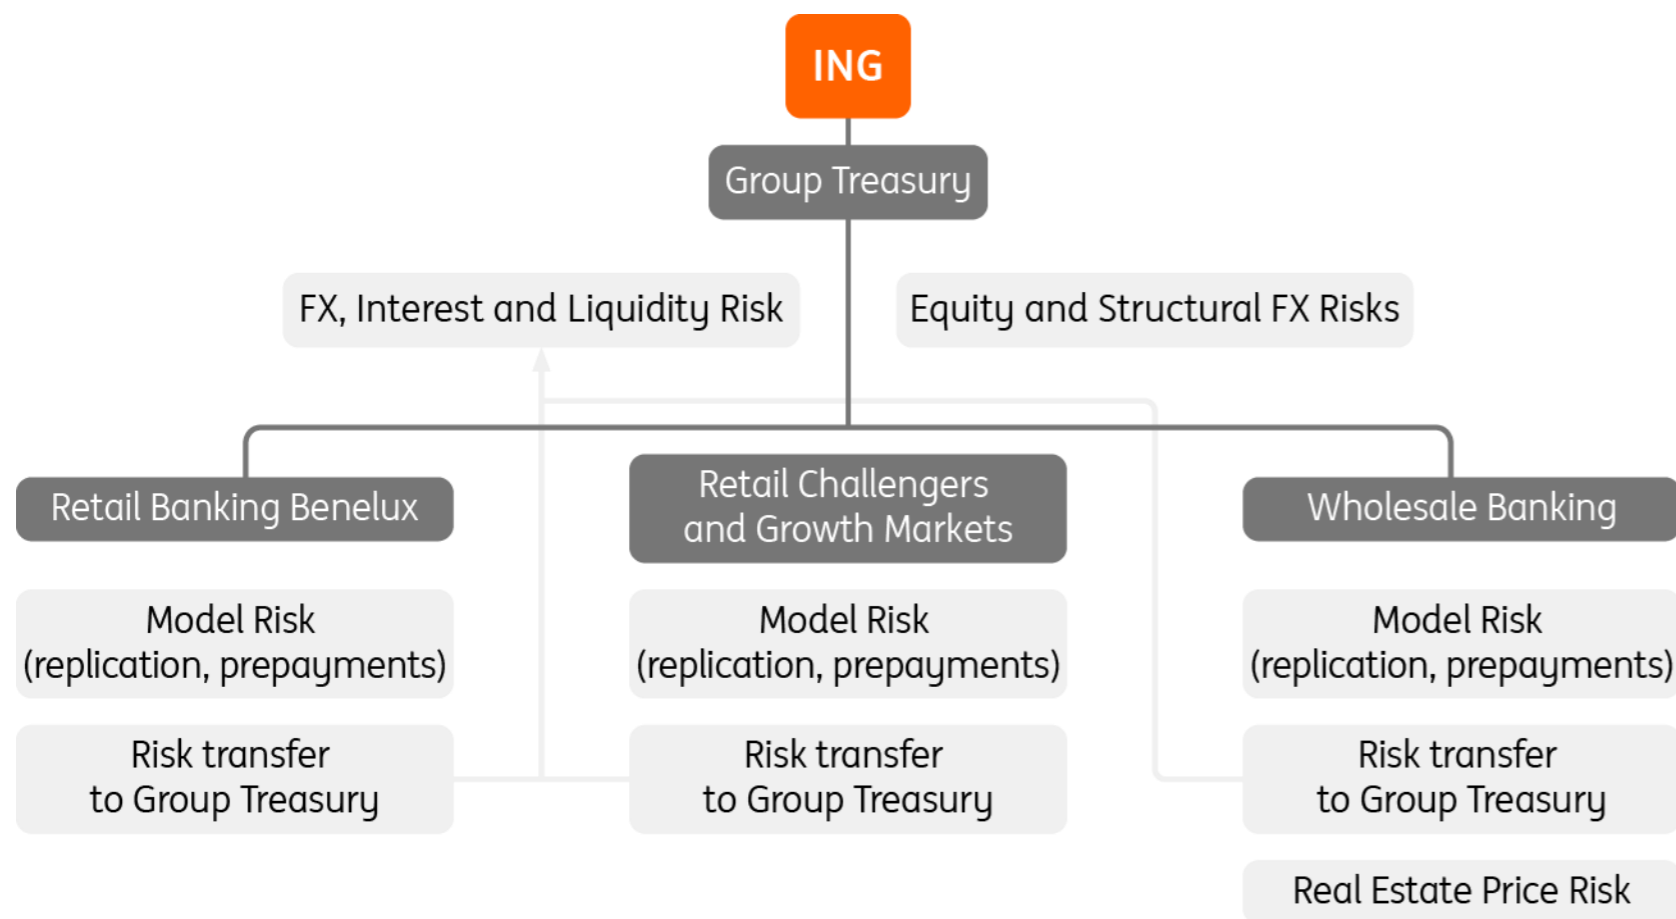 ING
Group Treasury
FX, Interest and Liquidity Risk
Equity and Structural FX Risks
Retail Banking Benelux
Retail Challengers
and Growth Markets
Wholesale Banking
Model Risk
(replication, prepayments)
Model Risk
(replication, prepayments)
Model Risk
(replication, prepayments)
Risk transfer
to Group Treasury
Risk transfer
to Group Treasury
Risk transfer
to Group Treasury
Real Estate Price Risk